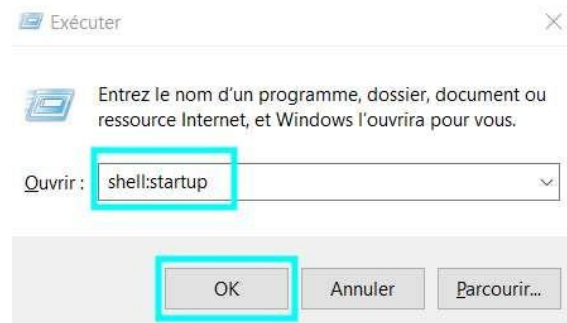 Exécuter
Entrez le nom d'un programme, dossier, document ou
ressource Internet, et Windows l'ouvrira pour vous.
Ouvrir : shell:startup
OK Annuler Parcourir...